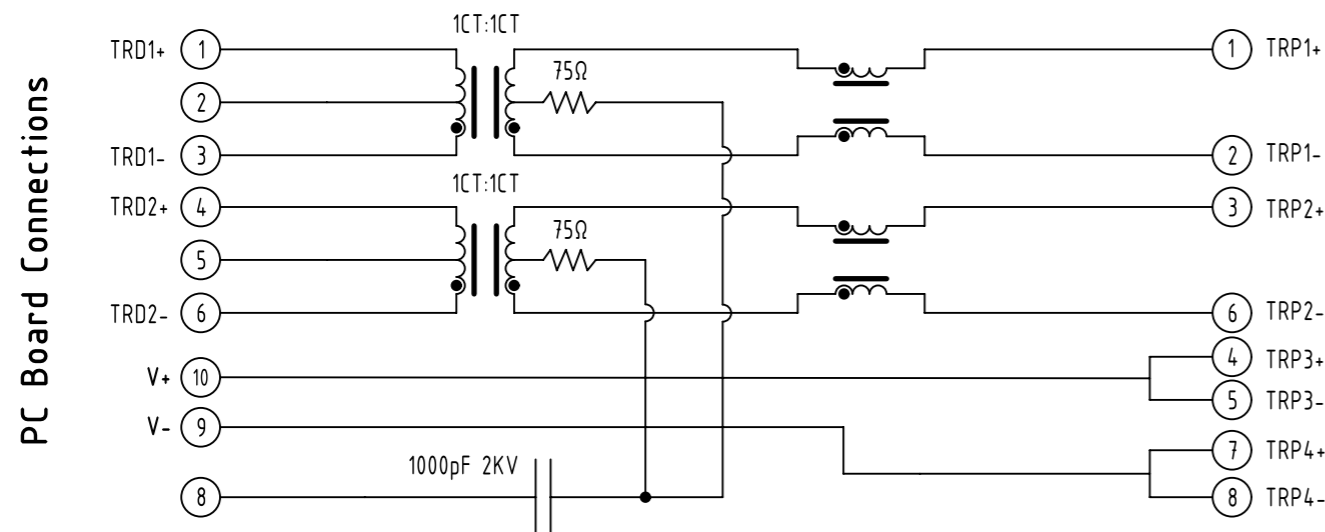 PC Board Connections
1CT:1CT
TRD1+ 1
75Ω
1 TRP1+
2
TRD1- 3
2 TRP1-
1CT:1CT
TRD2+ 4
75Ω
3 TRP2+
5
TRD2- 6
6 TRP2-
4 TRP3+
V+ 10
5 TRP3-
V- 9
7 TRP4+
1000pF 2KV
8
8 TRP4-